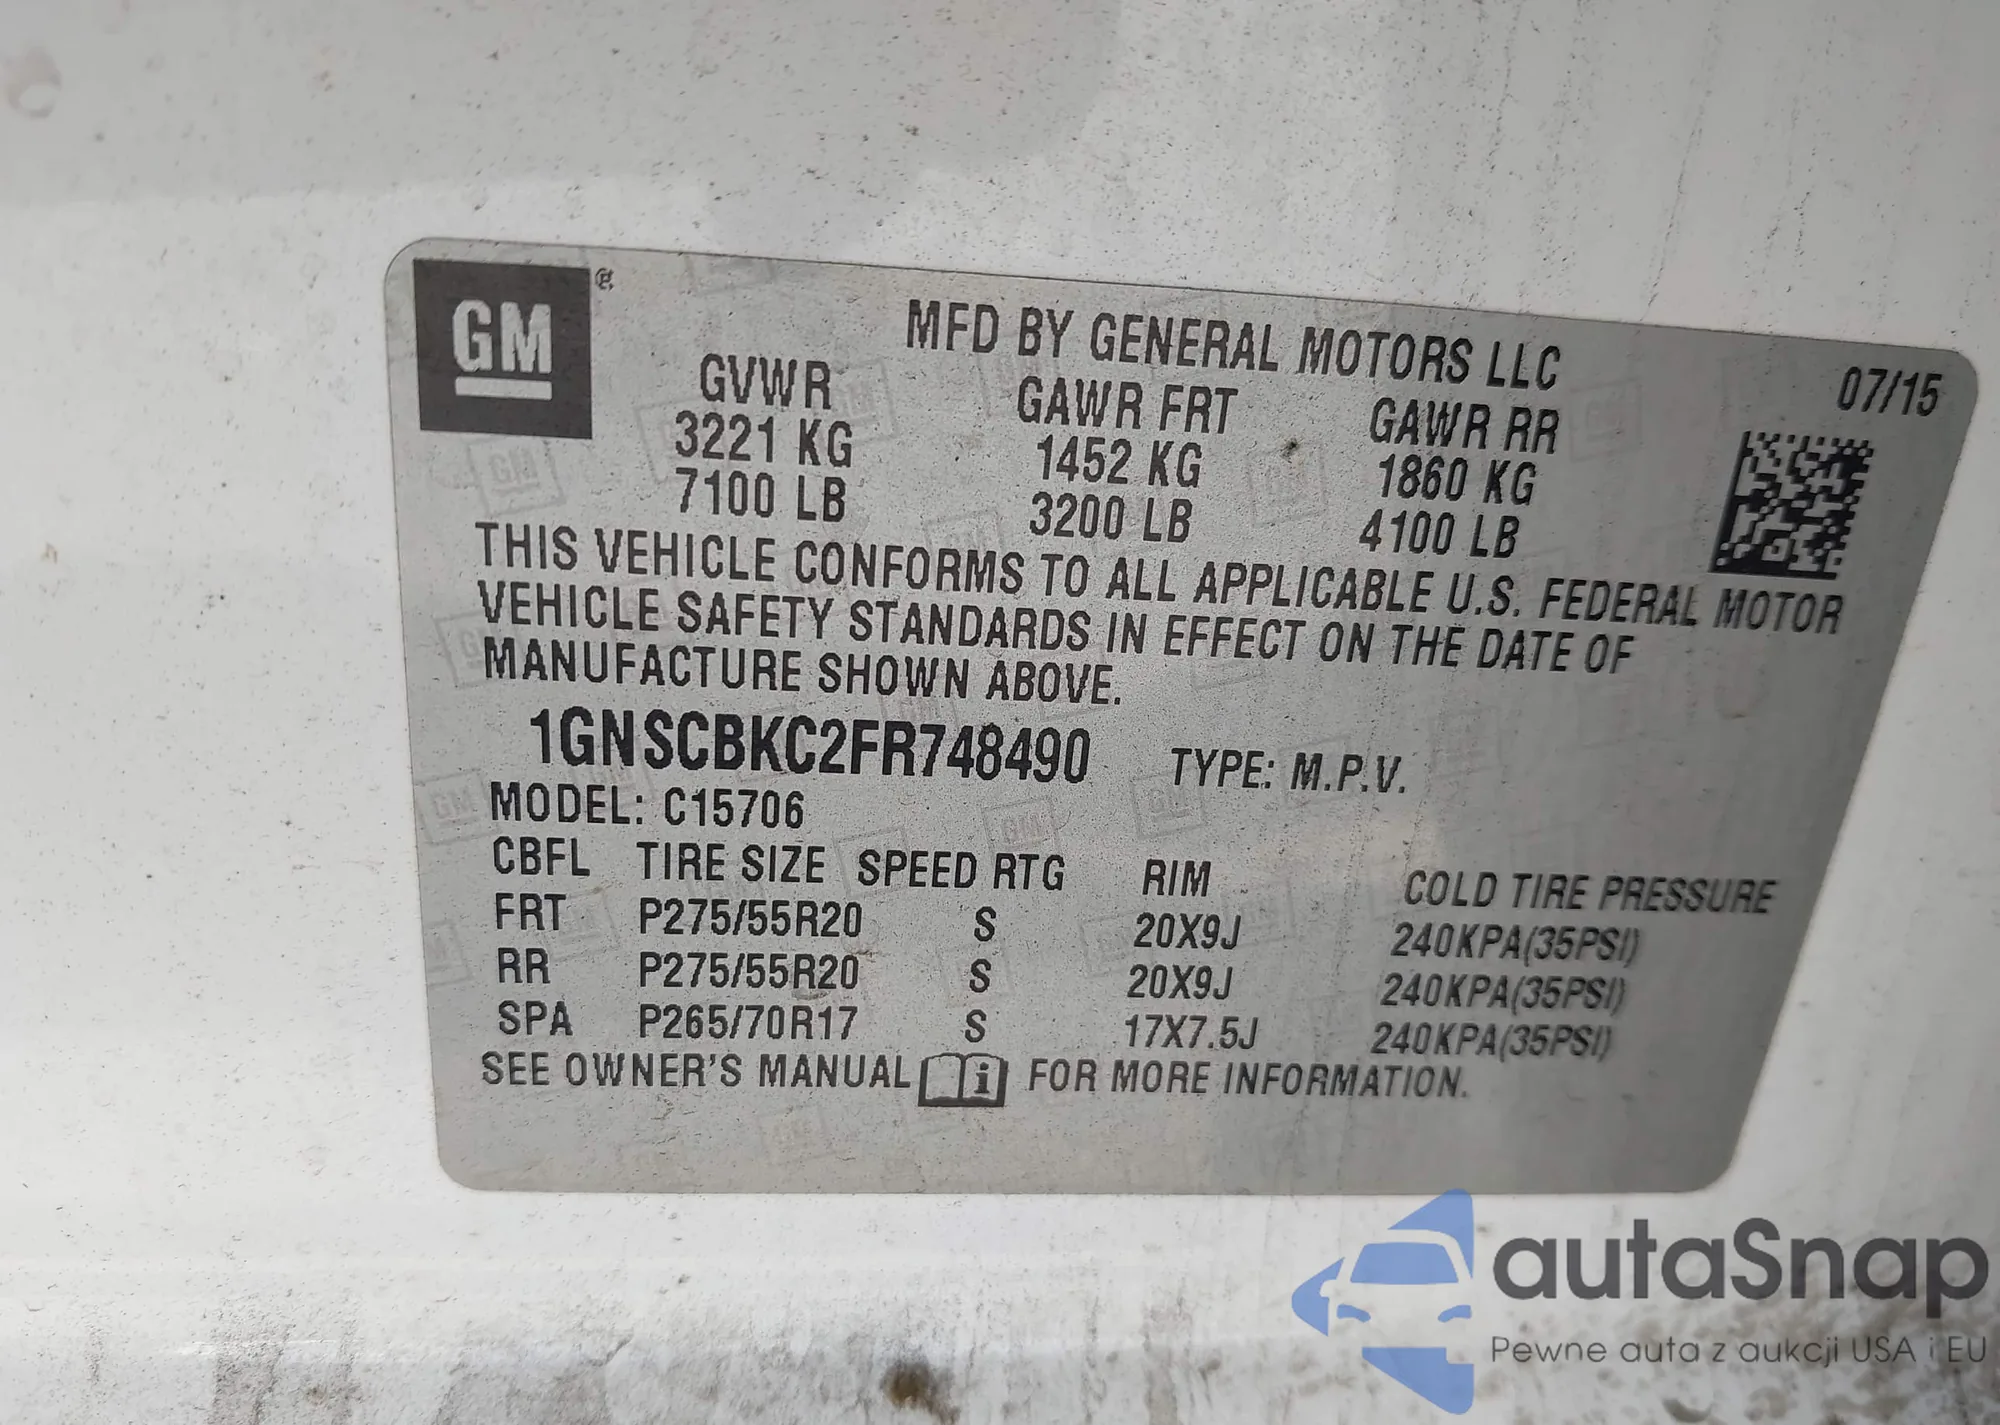 GM
MFD BY GENERAL MOTORS LLC
07/15
GVWR GAWR FRT GAWR RR
3221 KG 1452 KG 1860 KG
7100 LB 3200 LB 4100 LB
THIS VEHICLE CONFORMS TO ALL APPLICABLE U.S. FEDERAL MOTOR
VEHICLE SAFETY STANDARDS IN EFFECT ON THE DATE OF
MANUFACTURE SHOWN ABOVE.
1GNSCBKC2FR748490 TYPE: M.P.V.
MODEL: C15706
CBFL TIRE SIZE SPEED RTG RIM COLD TIRE PRESSURE
FRT P275/55R20 S 20X9J 240KPA(35PSI)
RR P275/55R20 S 20X9J 240KPA(35PSI)
SPA P265/70R17 S 17X7.5J 240KPA(35PSI)
SEE OWNER'S MANUAL i FOR MORE INFORMATION.
autaSnap
Pewne auta z aukcji USA i EU